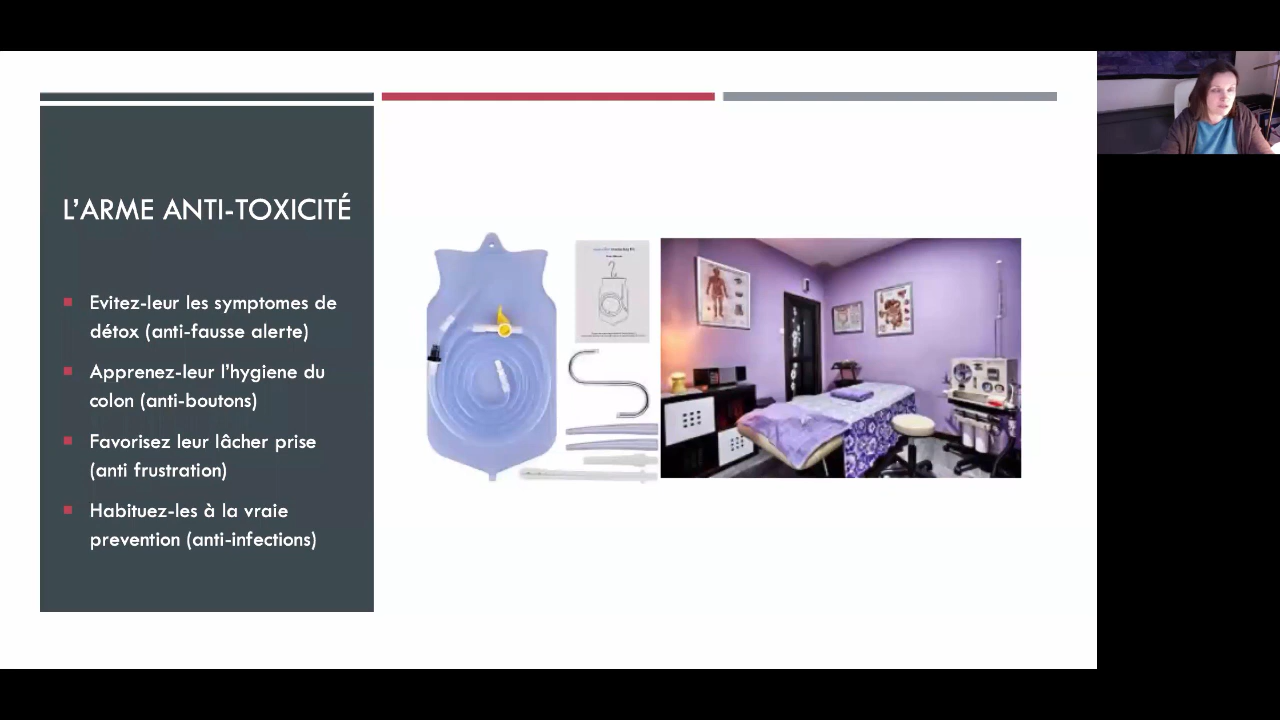 L’ARME ANTI-TOXICITÉ
Evitez-leur les symptomes de
détox (anti-fausse alerte)
Apprenez-leur l’hygiene du
colon (anti-boutons)
Favorisez leur lâcher prise
(anti frustration)
Habituez-les à la vraie
prevention (anti-infections)